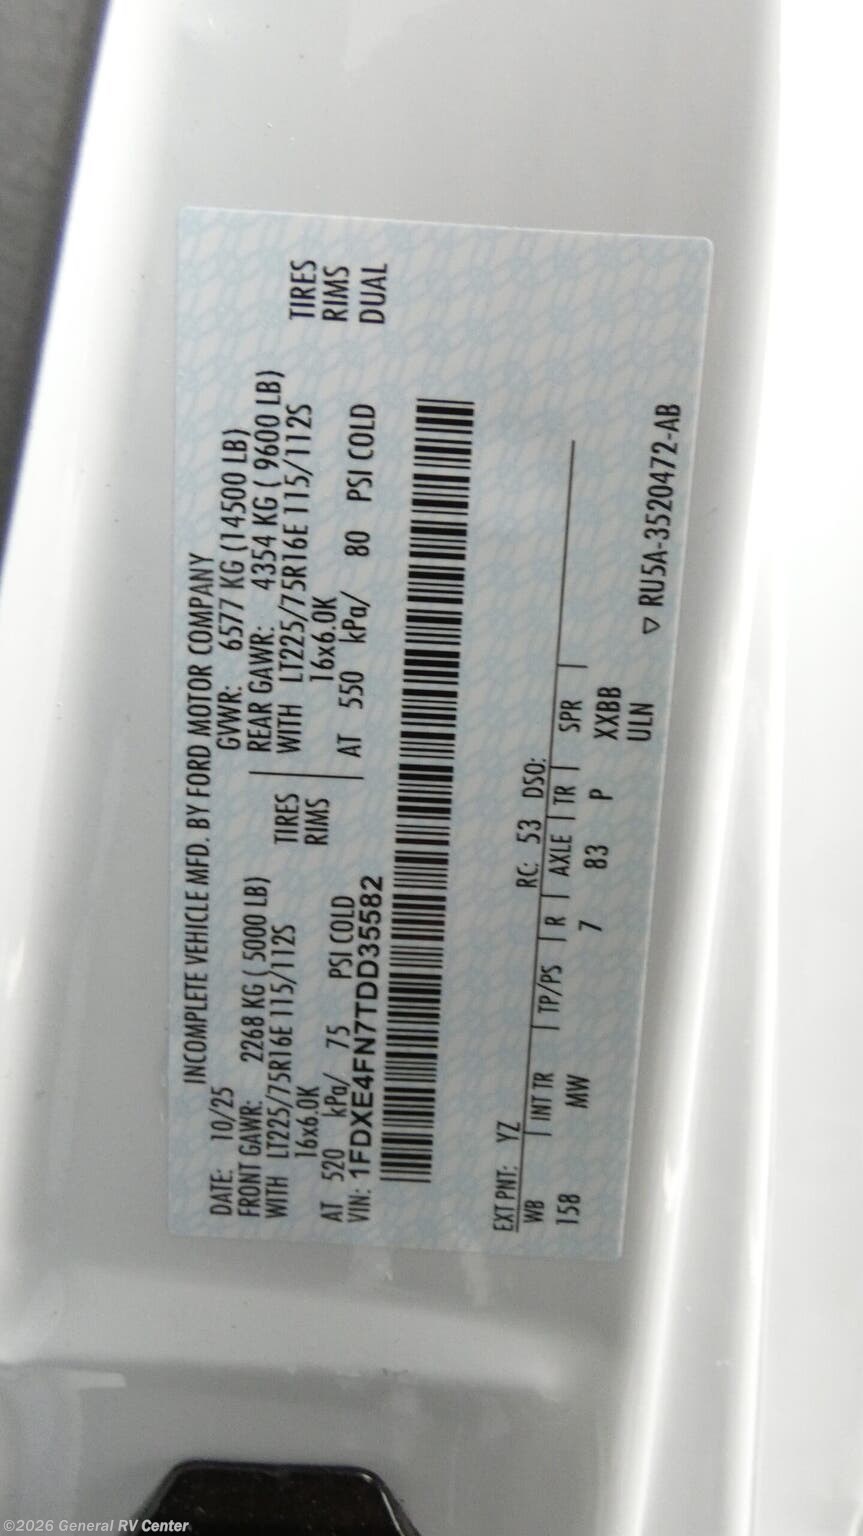 INCOMPLETE VEHICLE MFD. BY FORD MOTOR COMPANY
DATE: 10/25 GVWR: 6577 KG (14500 LB)
FRONT GAWR: 2268 KG ( 5000 LB) REAR GAWR: 4354 KG ( 9600 LB)
WITH LT225/75R16E 115/112S TIRES WITH LT225/75R16E 115/112S TIRES
16x6.0K RIMS 16x6.0K RIMS
AT 520 kPa/ 75 PSI COLD AT 550 kPa/ 80 PSI COLD DUAL
VIN: 1FDXE4FN7TDD35582
EXT PNT: YZ RC: 53 DSO:
WB INT TR TP/PS R AXLE TR SPR
158 MW 7 83 P XXBB
ULN
▽ RU5A-3520472-AB
©2026 General RV Center